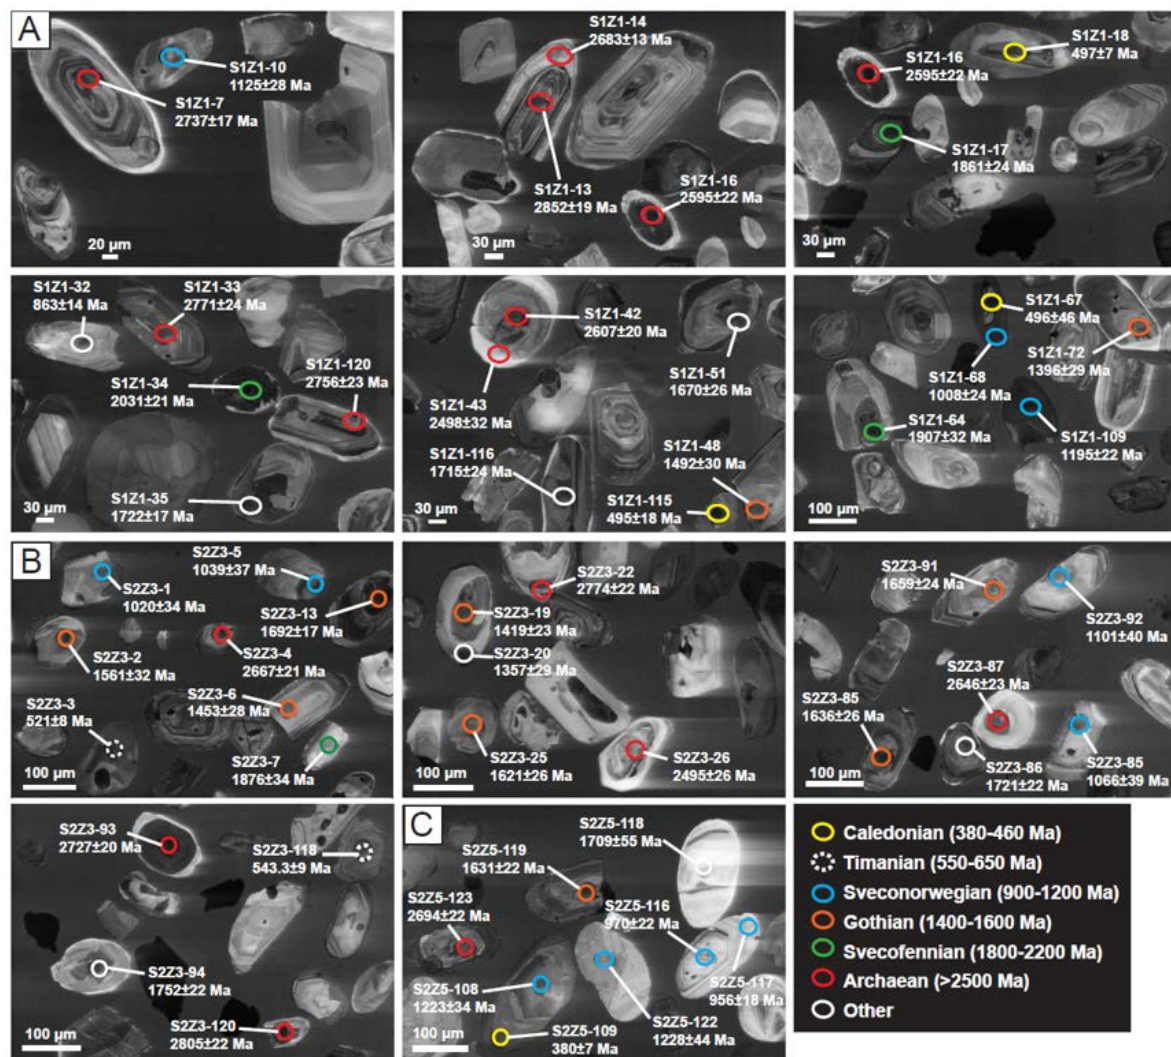 A
S1Z1-10
1125±28 Ma
S1Z1-7
2737±17 Ma
20 µm
S1Z1-14
2683±13 Ma
S1Z1-13
2852±19 Ma
S1Z1-16
2595±22 Ma
30 µm
S1Z1-18
497±7 Ma
S1Z1-16
2595±22 Ma
S1Z1-17
1861±24 Ma
30 µm
S1Z1-32
863±14 Ma
S1Z1-33
2771±24 Ma
S1Z1-120
2756±23 Ma
S1Z1-34
2031±21 Ma
S1Z1-35
1722±17 Ma
30 µm
S1Z1-42
2607±20 Ma
S1Z1-51
1670±26 Ma
S1Z1-43
2498±32 Ma
S1Z1-116
1715±24 Ma
S1Z1-48
1492±30 Ma
S1Z1-115
495±18 Ma
30 µm
S1Z1-67
496±46 Ma
S1Z1-72
1396±29 Ma
S1Z1-68
1008±24 Ma
S1Z1-64
1907±32 Ma
S1Z1-109
1195±22 Ma
100 µm
B
S2Z3-5
1039±37 Ma
S2Z3-1
1020±34 Ma
S2Z3-13
1692±17 Ma
S2Z3-2
1561±32 Ma
S2Z3-4
2667±21 Ma
S2Z3-6
1453±28 Ma
S2Z3-3
521±8 Ma
S2Z3-7
1876±34 Ma
100 µm
S2Z3-22
2774±22 Ma
S2Z3-19
1419±23 Ma
S2Z3-20
1357±29 Ma
S2Z3-25
1621±26 Ma
S2Z3-26
2495±26 Ma
100 µm
S2Z3-91
1659±24 Ma
S2Z3-92
1101±40 Ma
S2Z3-87
2646±23 Ma
S2Z3-85
1636±26 Ma
S2Z3-86
1721±22 Ma
S2Z3-85
1066±39 Ma
100 µm
S2Z3-93
2727±20 Ma
S2Z3-118
543.3±9 Ma
S2Z3-94
1752±22 Ma
S2Z3-120
2805±22 Ma
100 µm
C
S2Z5-118
1709±55 Ma
S2Z5-119
1631±22 Ma
S2Z5-123
2694±22 Ma
S2Z5-116
970±22 Ma
S2Z5-108
1223±34 Ma
S2Z5-117
956±18 Ma
S2Z5-122
1228±44 Ma
S2Z5-109
380±7 Ma
100 µm
Caledonian (380-460 Ma)
Timanian (550-650 Ma)
Sveconorwegian (900-1200 Ma)
Gothian (1400-1600 Ma)
Svecofennian (1800-2200 Ma)
Archaean (>2500 Ma)
Other